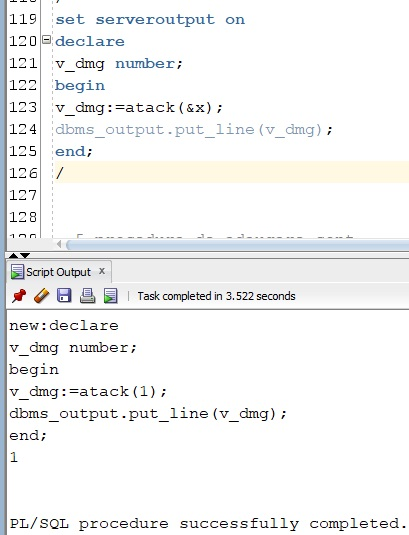 119 set serveroutput on
120 declare
121 v_dmg number;
122 begin
123 v_dmg:=atack(&x);
124 dbms_output.put_line(v_dmg);
125 end;
126 /
127
128
Script Output x
Task completed in 3.522 seconds
new:declare
v_dmg number;
begin
v_dmg:=atack(1);
dbms_output.put_line(v_dmg);
end;
1
PL/SQL procedure successfully completed.